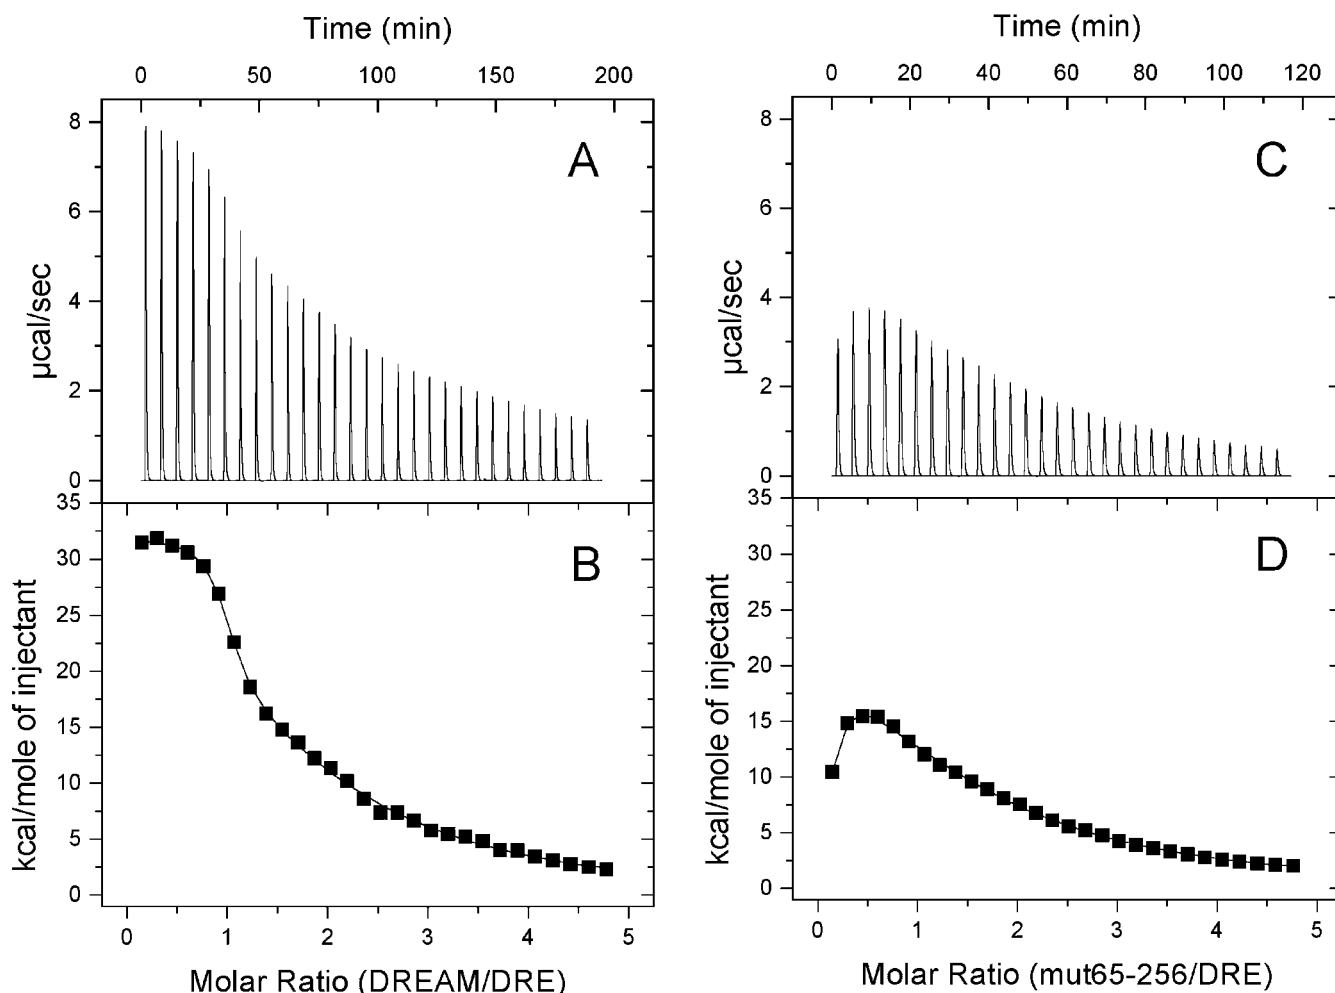 Time (min)
0 50 100 150 200
8
6
4
2
0
µcal/sec
A
35
30
25
20
15
10
5
0
kcal/mole of injectant
B
0 1 2 3 4 5
Molar Ratio (DREAM/DRE)
Time (min)
0 20 40 60 80 100 120
8
6
4
2
0
µcal/sec
C
35
30
25
20
15
10
5
0
kcal/mole of injectant
D
0 1 2 3 4 5
Molar Ratio (mut65-256/DRE)